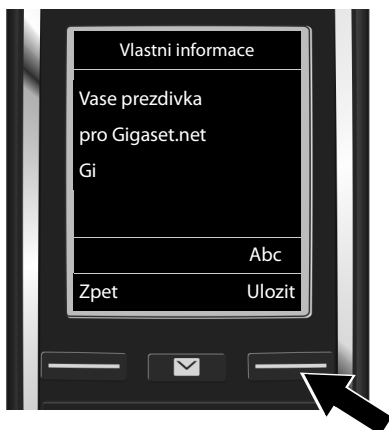 Vlastni informace
Vase prezdivka
pro Gigaset.net
Gi
Abc
Zpet Ulozit